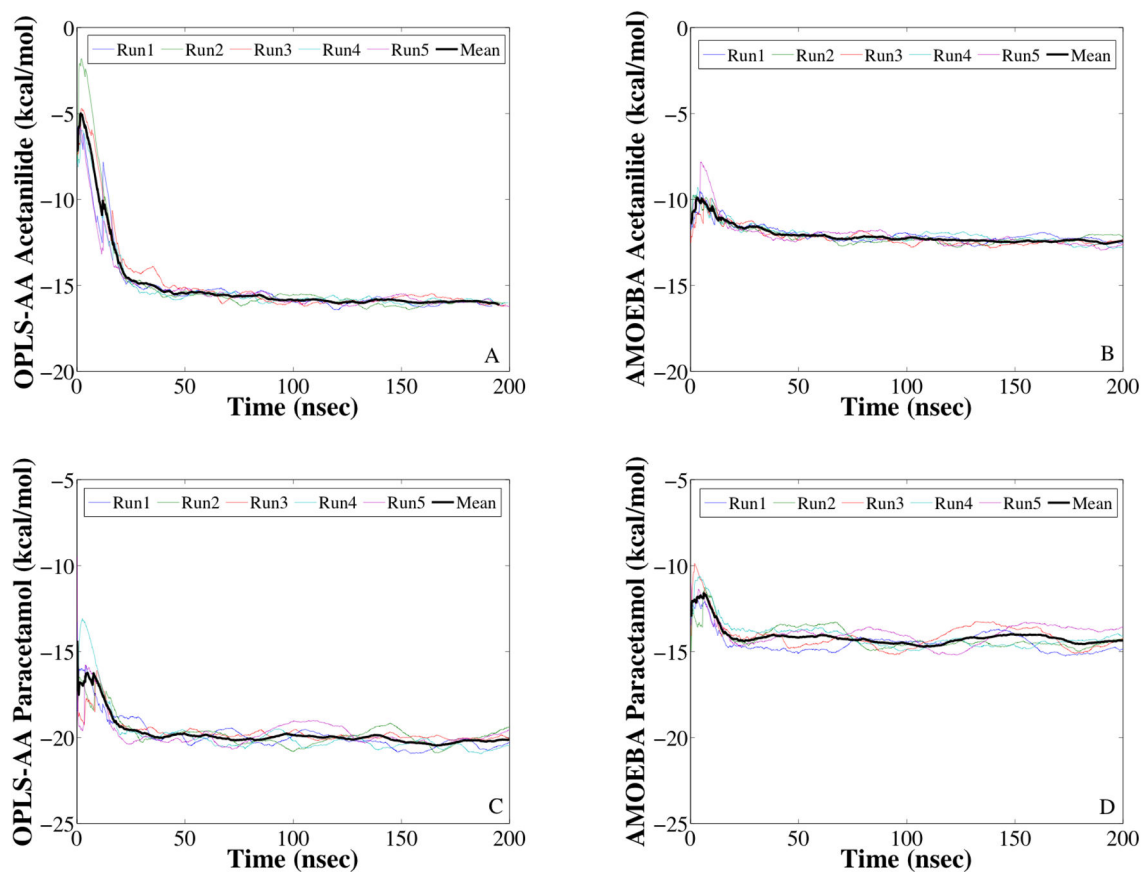 OPLS-AA Acetanilide (kcal/mol)
0
−5
−10
−15
−20
Run1 Run2 Run3 Run4 Run5 Mean
A
0 50 100 150 200
Time (nsec)
AMOEBA Acetanilide (kcal/mol)
0
−5
−10
−15
−20
Run1 Run2 Run3 Run4 Run5 Mean
B
0 50 100 150 200
Time (nsec)
OPLS-AA Paracetamol (kcal/mol)
−5
−10
−15
−20
−25
Run1 Run2 Run3 Run4 Run5 Mean
C
0 50 100 150 200
Time (nsec)
AMOEBA Paracetamol (kcal/mol)
−5
−10
−15
−20
−25
Run1 Run2 Run3 Run4 Run5 Mean
D
0 50 100 150 200
Time (nsec)